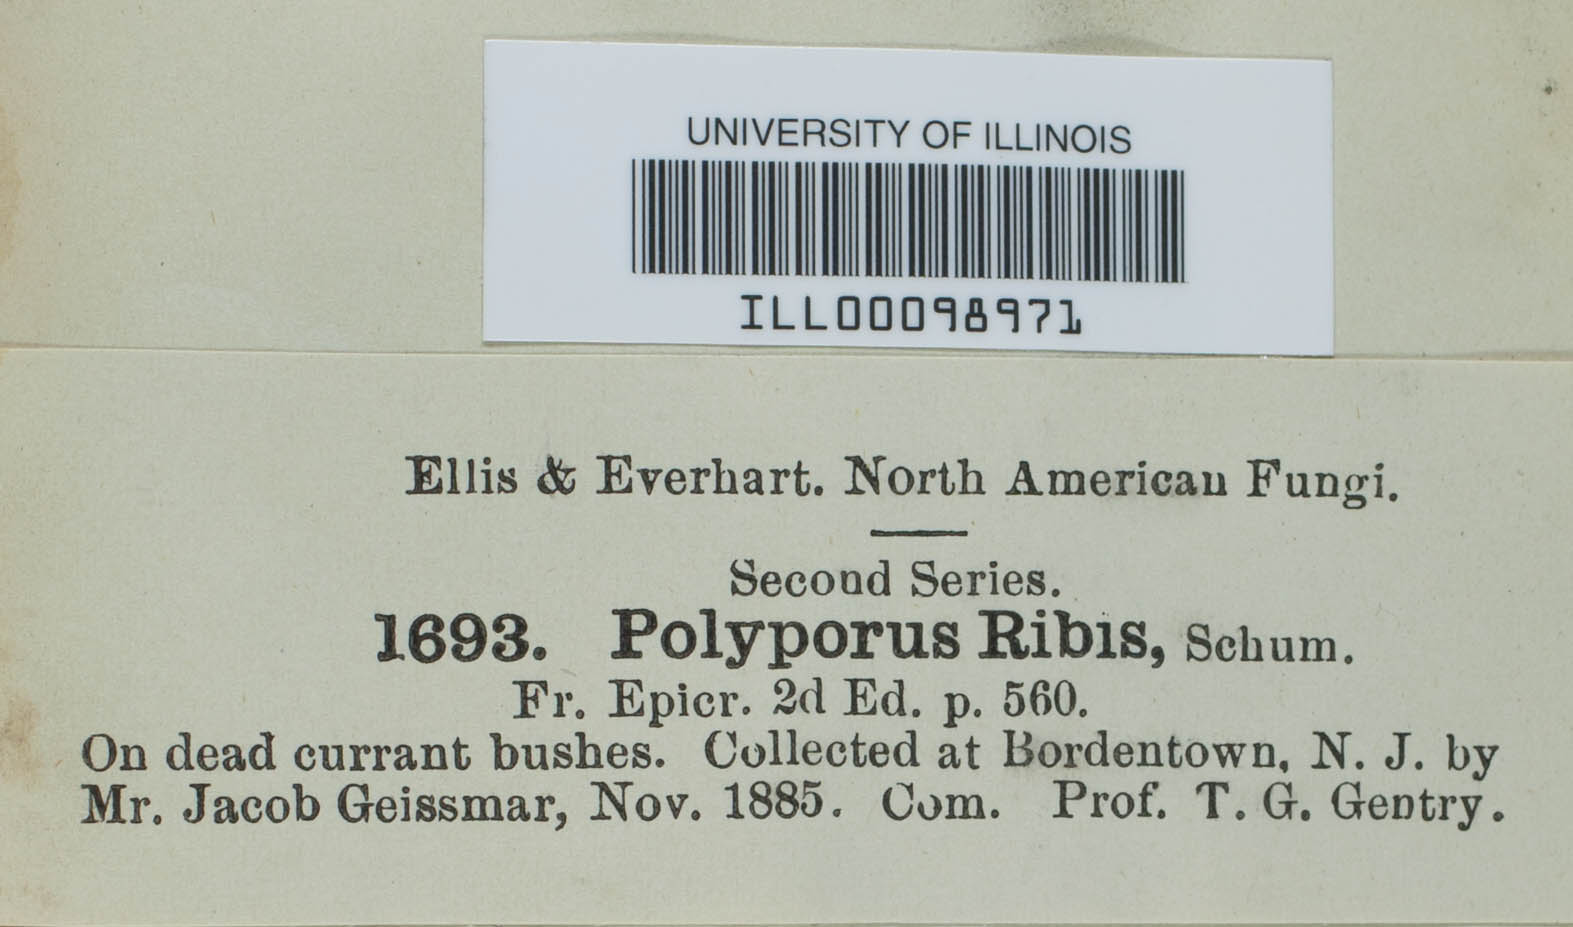 UNIVERSITY OF ILLINOIS
ILL00098971
Ellis & Everhart. North American Fungi.
Second Series.
1693. Polyporus Ribis, Schum.
Fr. Epicr. 2d Ed. p. 560.
On dead currant bushes. Collected at Bordentown, N. J. by
Mr. Jacob Geissmar, Nov. 1885. Com. Prof. T. G. Gentry.